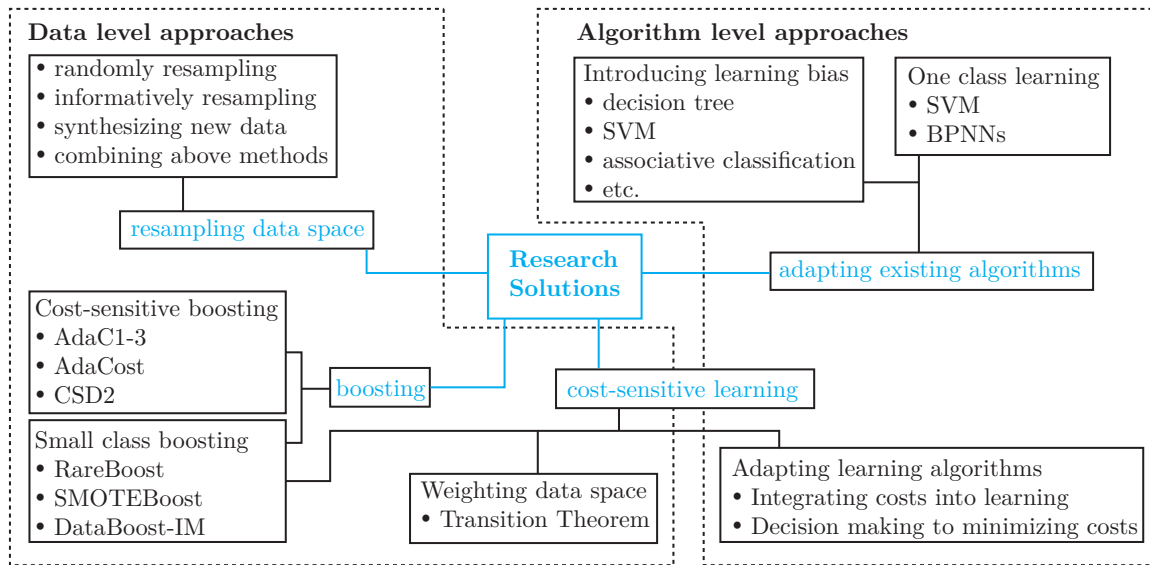 Data level approaches
• randomly resampling
• informatively resampling
• synthesizing new data
• combining above methods
resampling data space
Algorithm level approaches
Introducing learning bias
• decision tree
• SVM
• associative classification
• etc.
One class learning
• SVM
• BPNNs
adapting existing algorithms
Research
Solutions
Cost-sensitive boosting
• AdaC1-3
• AdaCost
• CSD2
boosting
cost-sensitive learning
Small class boosting
• RareBoost
• SMOTEBoost
• DataBoost-IM
Weighting data space
• Transition Theorem
Adapting learning algorithms
• Integrating costs into learning
• Decision making to minimizing costs